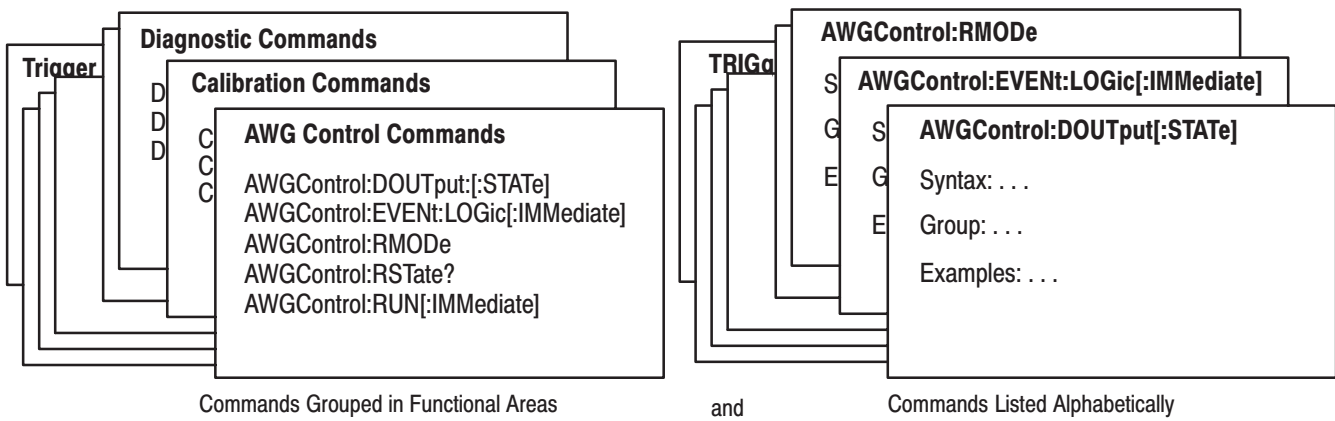 Trigger
Diagnostic Commands
D
D
D
Calibration Commands
C
C
C
AWG Control Commands
AWGControl:DOUTput:[:STATe]
AWGControl:EVENt:LOGic[:IMMediate]
AWGControl:RMODe
AWGControl:RSTate?
AWGControl:RUN[:IMMediate]
Commands Grouped in Functional Areas
and
TRIGg
AWGControl:RMODe
S
G
E
AWGControl:EVENt:LOGic[:IMMediate]
S
G
E
AWGControl:DOUTput[:STATe]
Syntax: . . .
Group: . . .
Examples: . . .
Commands Listed Alphabetically